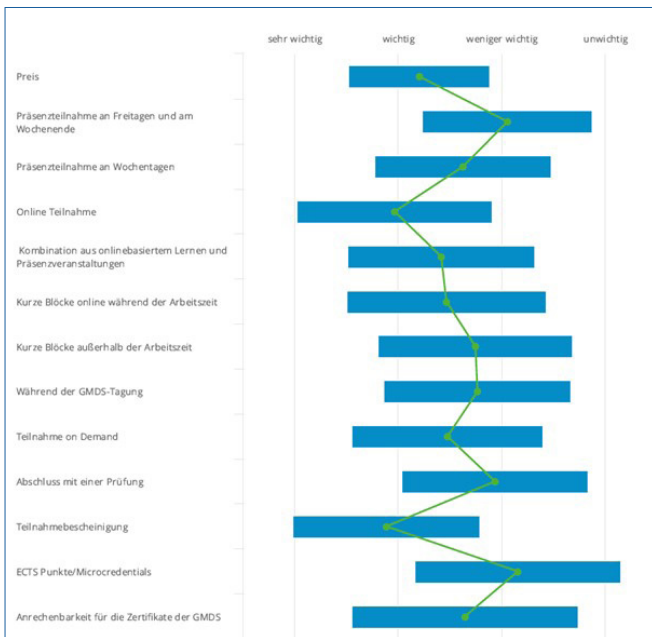 sehr wichtig wichtig weniger wichtig unwichtig
Preis
Präsenzteilnahme an Freitagen und am
Wochenende
Präsenzteilnahme an Wochentagen
Online Teilnahme
Kombination aus onlinebasiertem Lernen und
Präsenzveranstaltungen
Kurze Blöcke online während der Arbeitszeit
Kurze Blöcke außerhalb der Arbeitszeit
Während der GMDS-Tagung
Teilnahme on Demand
Abschluss mit einer Prüfung
Teilnahmebescheinigung
ECTS Punkte/Microcredentials
Anrechenbarkeit für die Zertifikate der GMDS